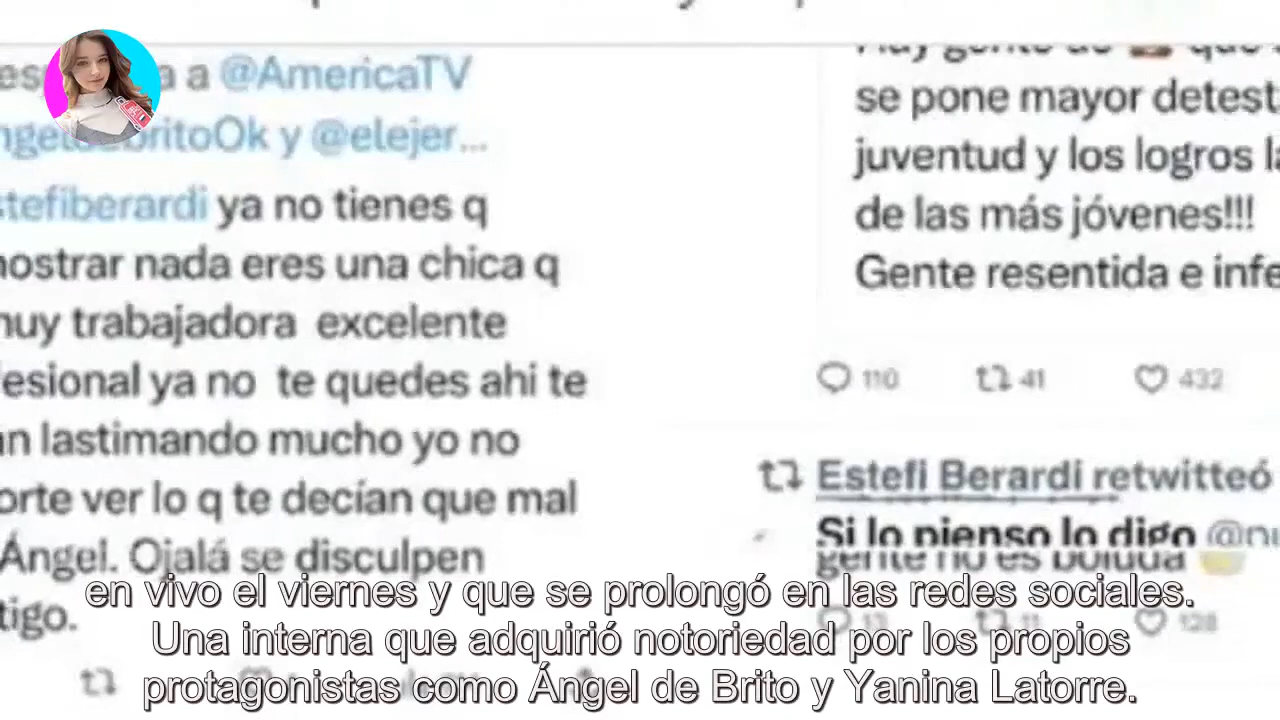 a @AmericaTV
y @elejer...
tefiberardi ya no tienes q
nada eres una chica q
trabajadora excelente
esional ya no te quedes ahi te
n lastimando mucho yo no
orte ver lo q te decían que mal
Ángel. Ojalá se disculpen
tigo.
se pone mayor detest
juventud y los logros la
de las más jóvenes!!!
Gente resentida e infe
110 41 432
Estefi Berardi retwitteó
Si lo pienso lo digo @nu
gente no es boluda
13 11 128
en vivo el viernes y que se prolongó en las redes sociales.
Una interna que adquirió notoriedad por los propios
protagonistas como Ángel de Brito y Yanina Latorre.